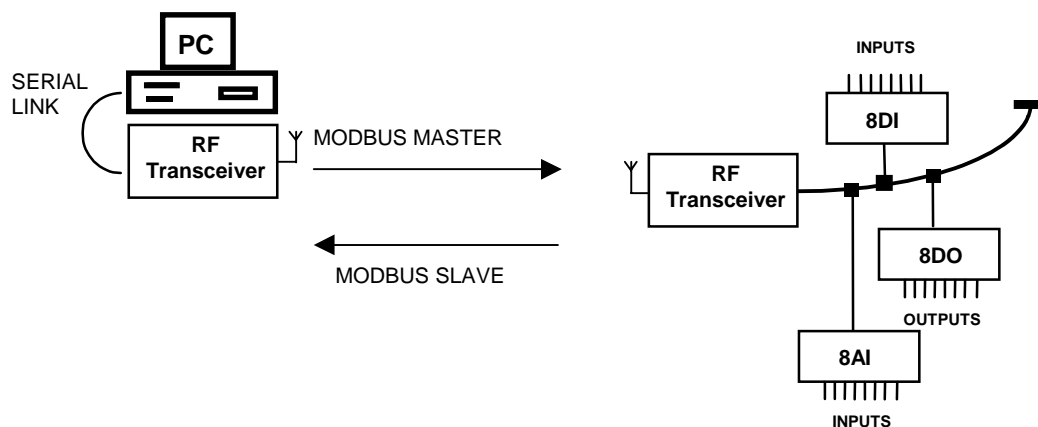 PC
SERIAL
LINK
RF
Transceiver
MODBUS MASTER
MODBUS SLAVE
RF
Transceiver
INPUTS
8DI
8DO
OUTPUTS
8AI
INPUTS